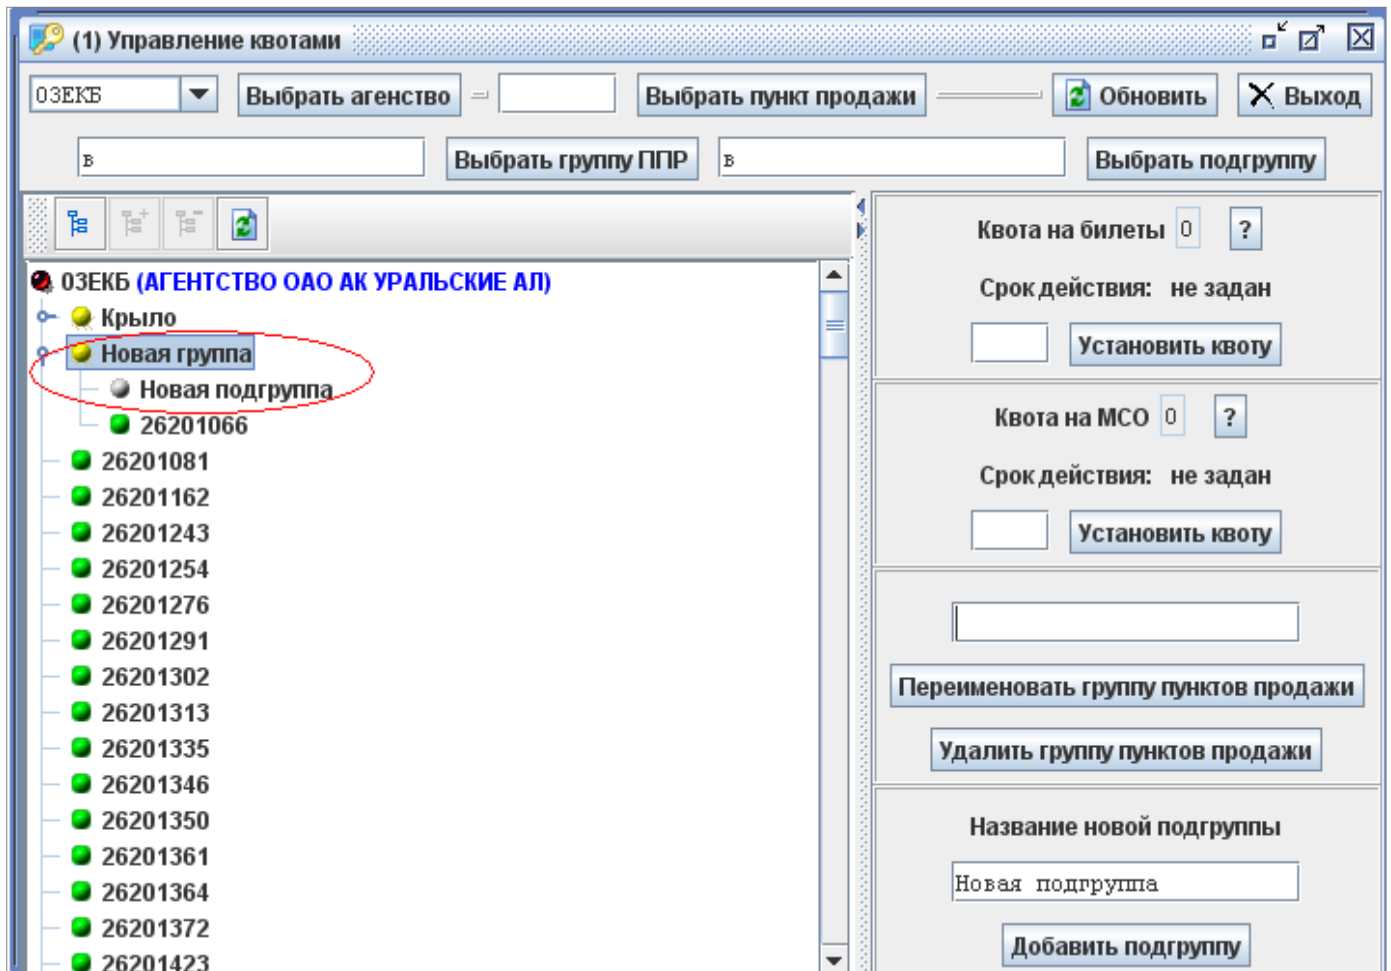 (1) Управление квотами
03ЕКБ Выбрать агенство Выбрать пункт продажи Обновить Выход
в Выбрать группу ППР в Выбрать подгруппу
03ЕКБ (АГЕНТСТВО ОАО АК УРАЛЬСКИЕ АЛ)
Крыло
Новая группа
Новая подгруппа
26201066
26201081
26201162
26201243
26201254
26201276
26201291
26201302
26201313
26201335
26201346
26201350
26201361
26201364
26201372
26201423
Квота на билеты 0 ?
Срок действия: не задан
Установить квоту
Квота на МСО 0 ?
Срок действия: не задан
Установить квоту
Переименовать группу пунктов продажи
Удалить группу пунктов продажи
Название новой подгруппы
Новая подгруппа
Добавить подгруппу